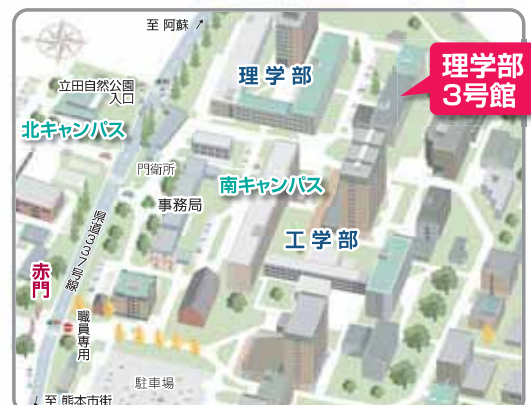 至 阿蘇
立田自然公園
入口
理学部
理学部
3号館
北キャンパス
門衛所
南キャンパス
事務局
県道337号線
工学部
赤門
職員専用
駐車場
至 熊本市街